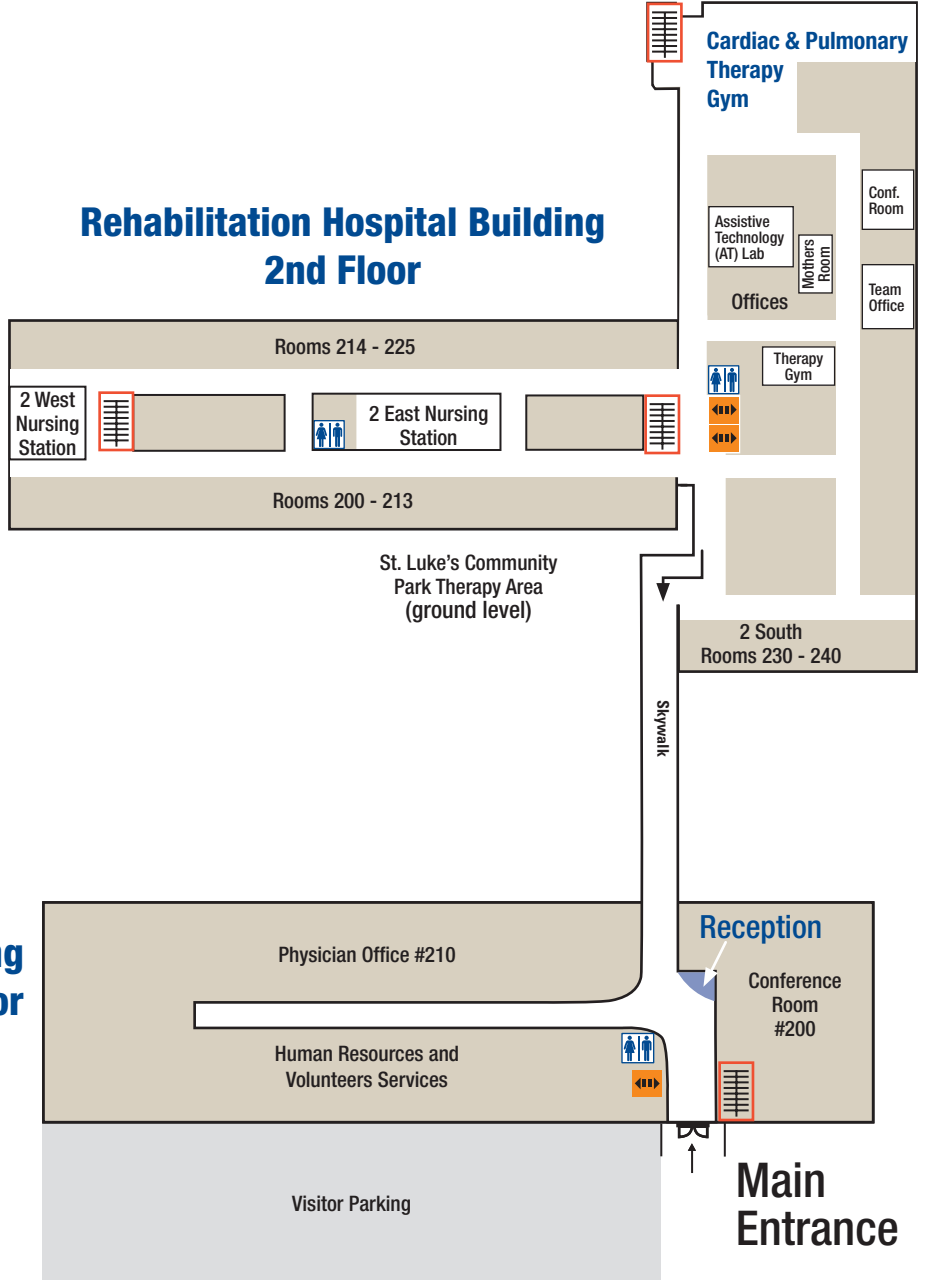 Cardiac & Pulmonary
Therapy
Gym
Conf.
Room
Rehabilitation Hospital Building
2nd Floor
Assistive
Technology
(AT) Lab
Mothers
Room
Team
Office
Offices
Rooms 214 - 225
Therapy
Gym
2 West
Nursing
Station
2 East Nursing
Station
Rooms 200 - 213
St. Luke's Community
Park Therapy Area
(ground level)
2 South
Rooms 230 - 240
Skywalk
Reception
ng
or
Physician Office #210
Conference
Room
#200
Human Resources and
Volunteers Services
Main
Entrance
Visitor Parking